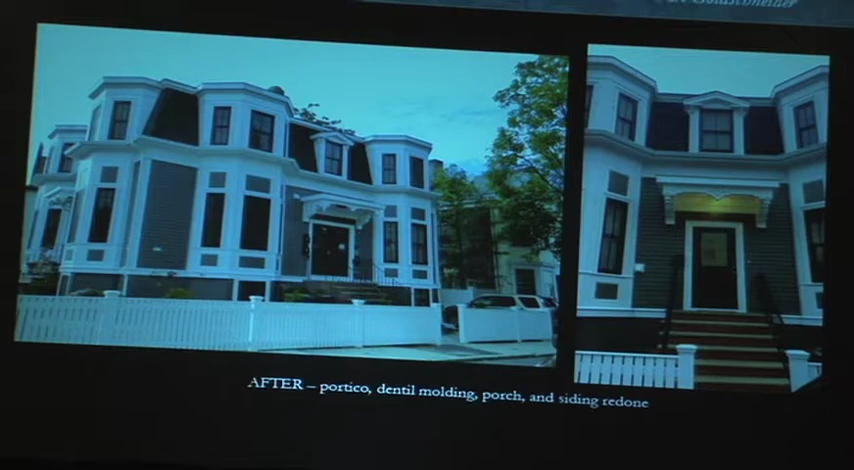 AFTER – portico, dentil molding, porch, and siding redone